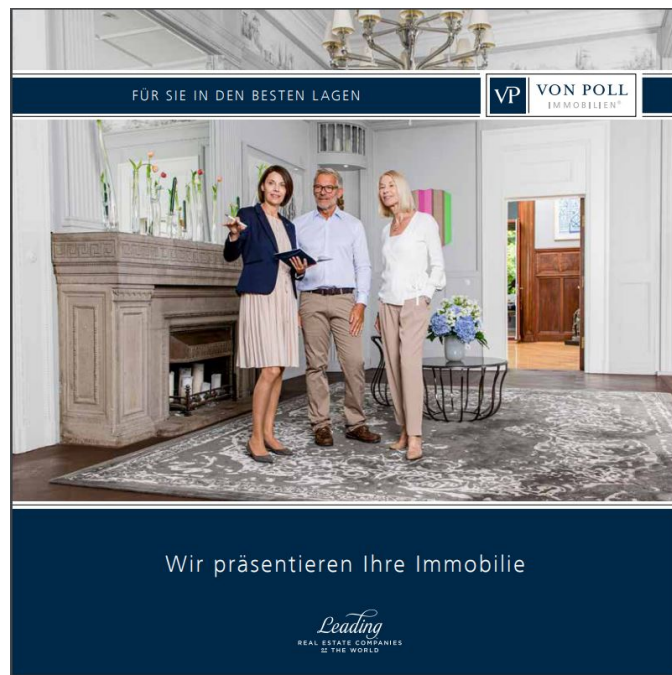 FÜR SIE IN DEN BESTEN LAGEN
VP
VON POLL
IMMOBILIEN®
Wir präsentieren Ihre Immobilie
Leading
REAL ESTATE COMPANIES
OF THE WORLD